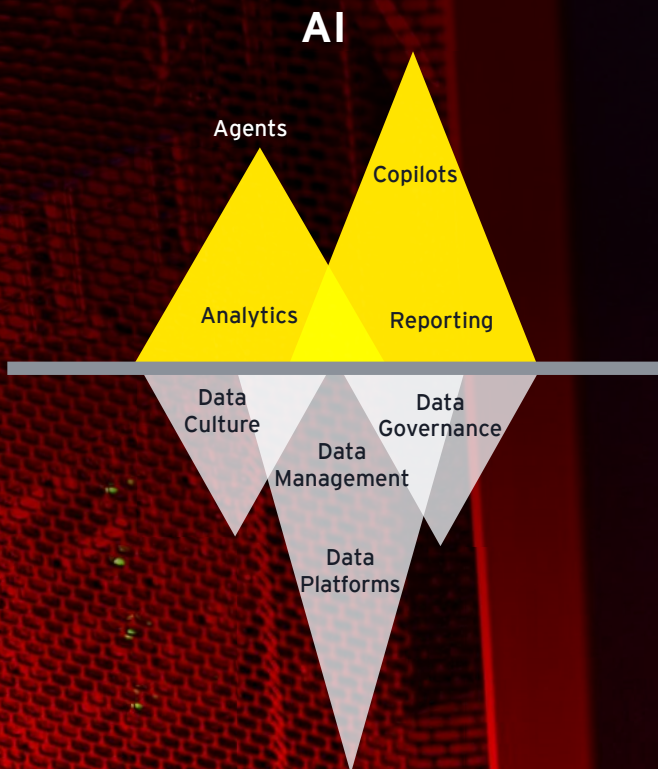 AI
Agents
Copilots
Analytics
Reporting
Data
Culture
Data
Governance
Data
Management
Data
Platforms